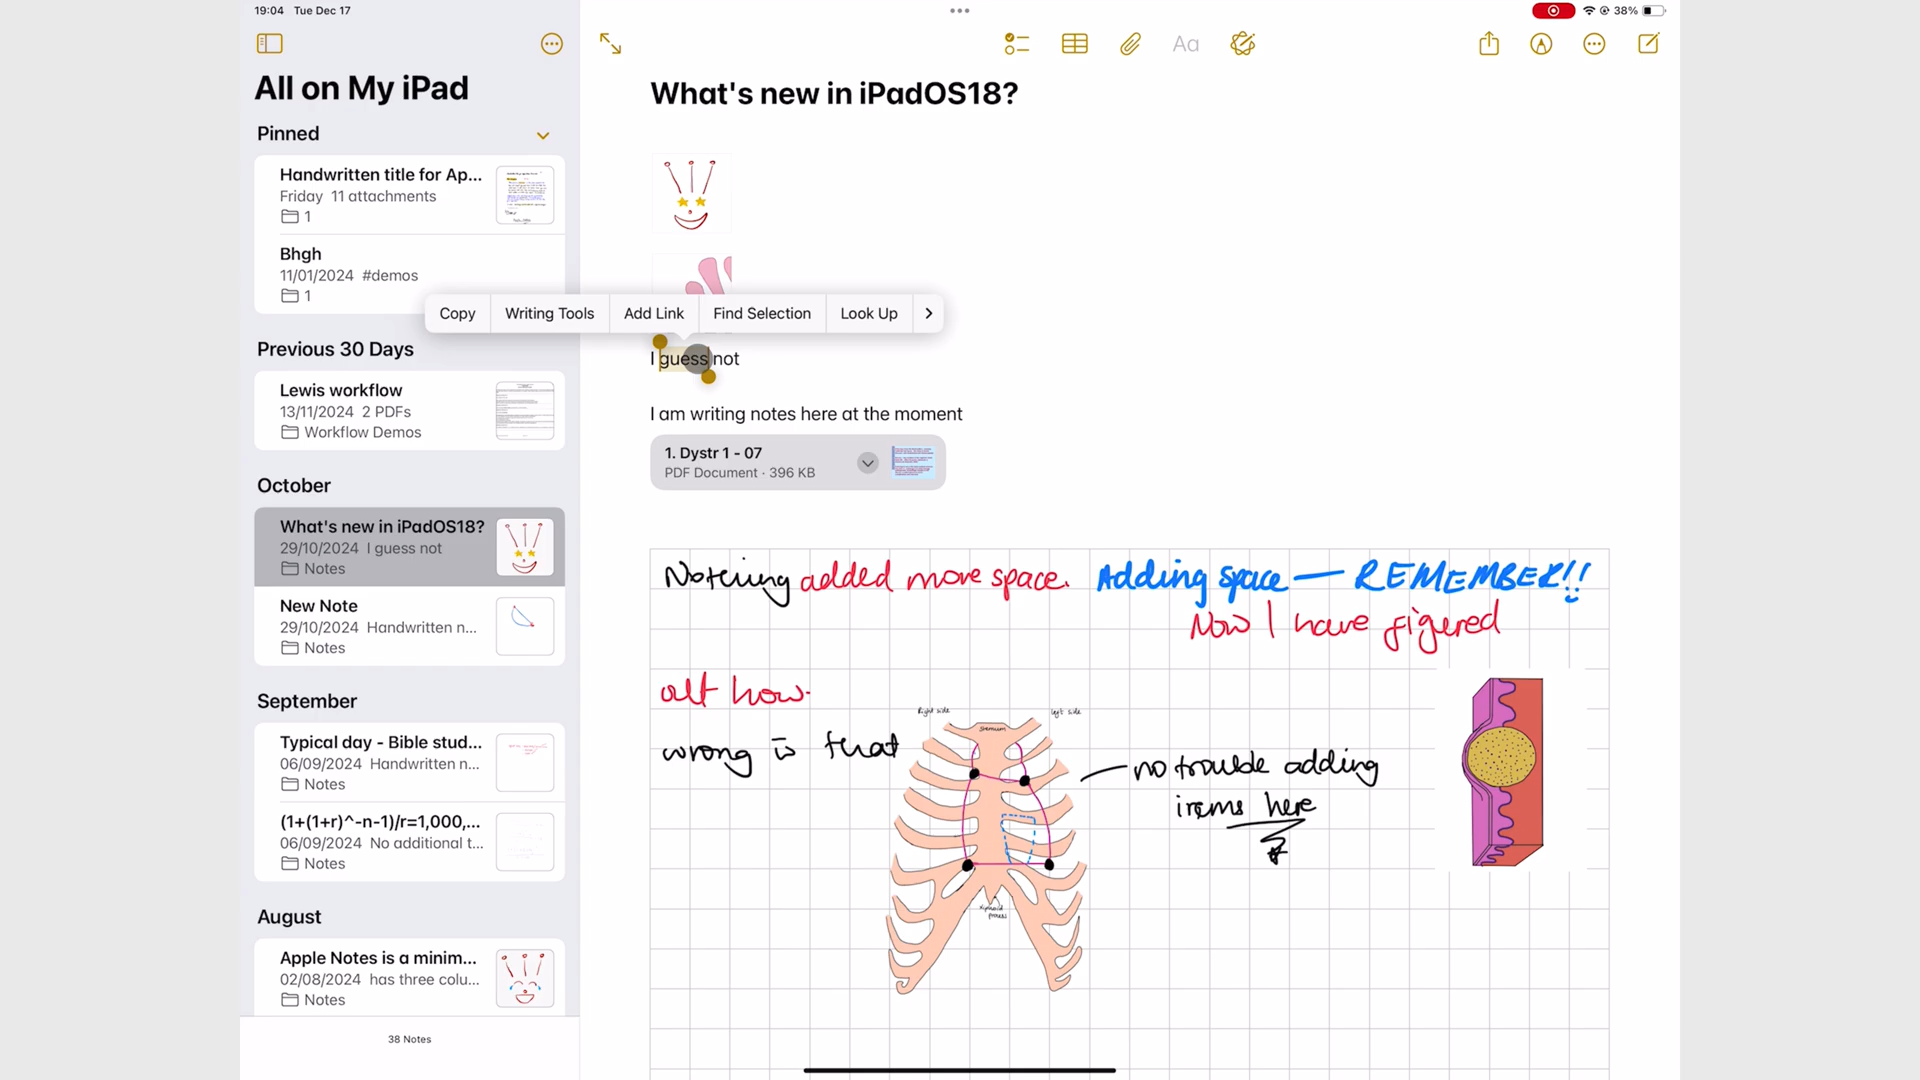 19:04 Tue Dec 17
38%
All on My iPad
Pinned
Handwritten title for Ap...
Friday 11 attachments
1
Bhgh
11/01/2024 #demos
1
Previous 30 Days
Lewis workflow
13/11/2024 2 PDFs
Workflow Demos
October
What's new in iPadOS18?
29/10/2024 I guess not
Notes
New Note
29/10/2024 Handwritten n...
Notes
September
Typical day - Bible stud...
06/09/2024 Handwritten n...
Notes
(1+(1+r)^-n-1)/r=1,000,...
06/09/2024 No additional t...
Notes
August
Apple Notes is a minim...
02/08/2024 has three colu...
Notes
38 Notes
Aa
What's new in iPadOS18?
Copy
Writing Tools
Add Link
Find Selection
Look Up
I guess not
I am writing notes here at the moment
1. Dystr 1 - 07
PDF Document · 396 KB
added more space. Adding space — REMEMBER!!
Now I have figured
out how.
wrong is that
Right side
left side
Sternum
xiphoid
process
no trouble adding
items here